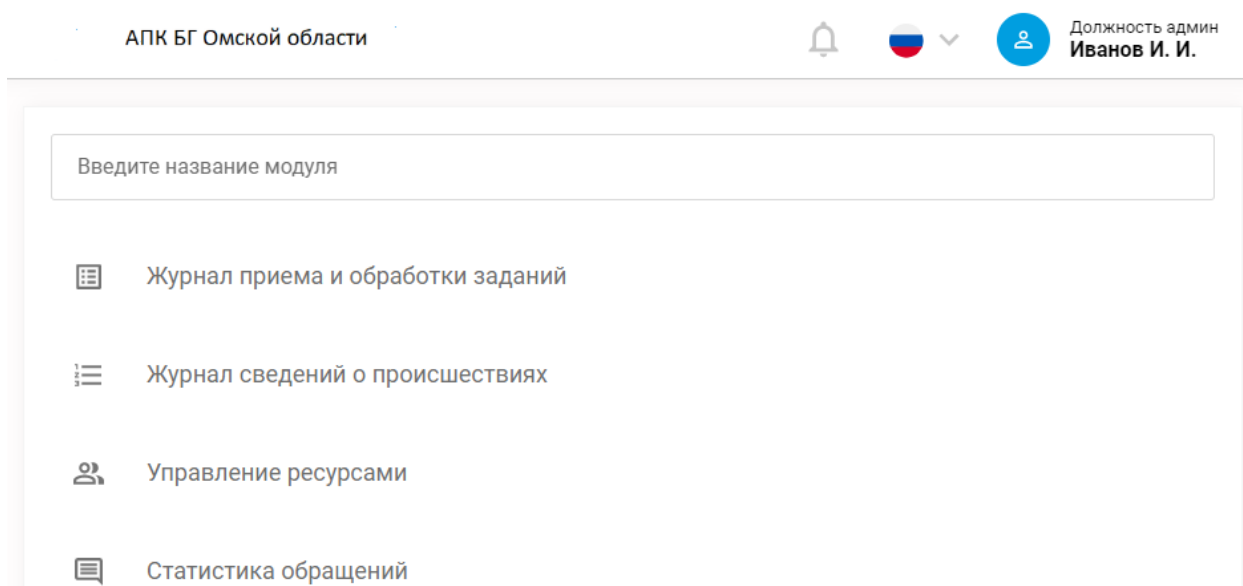 АПК БГ Омской области
Должность админ
Иванов И. И.
Введите название модуля
Журнал приема и обработки заданий
Журнал сведений о происшествиях
Управление ресурсами
Статистика обращений